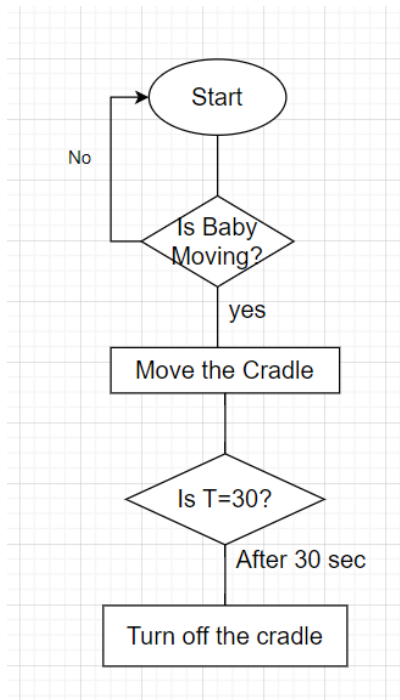 Start
No
Is Baby
Moving?
yes
Move the Cradle
Is T=30?
After 30 sec
Turn off the cradle